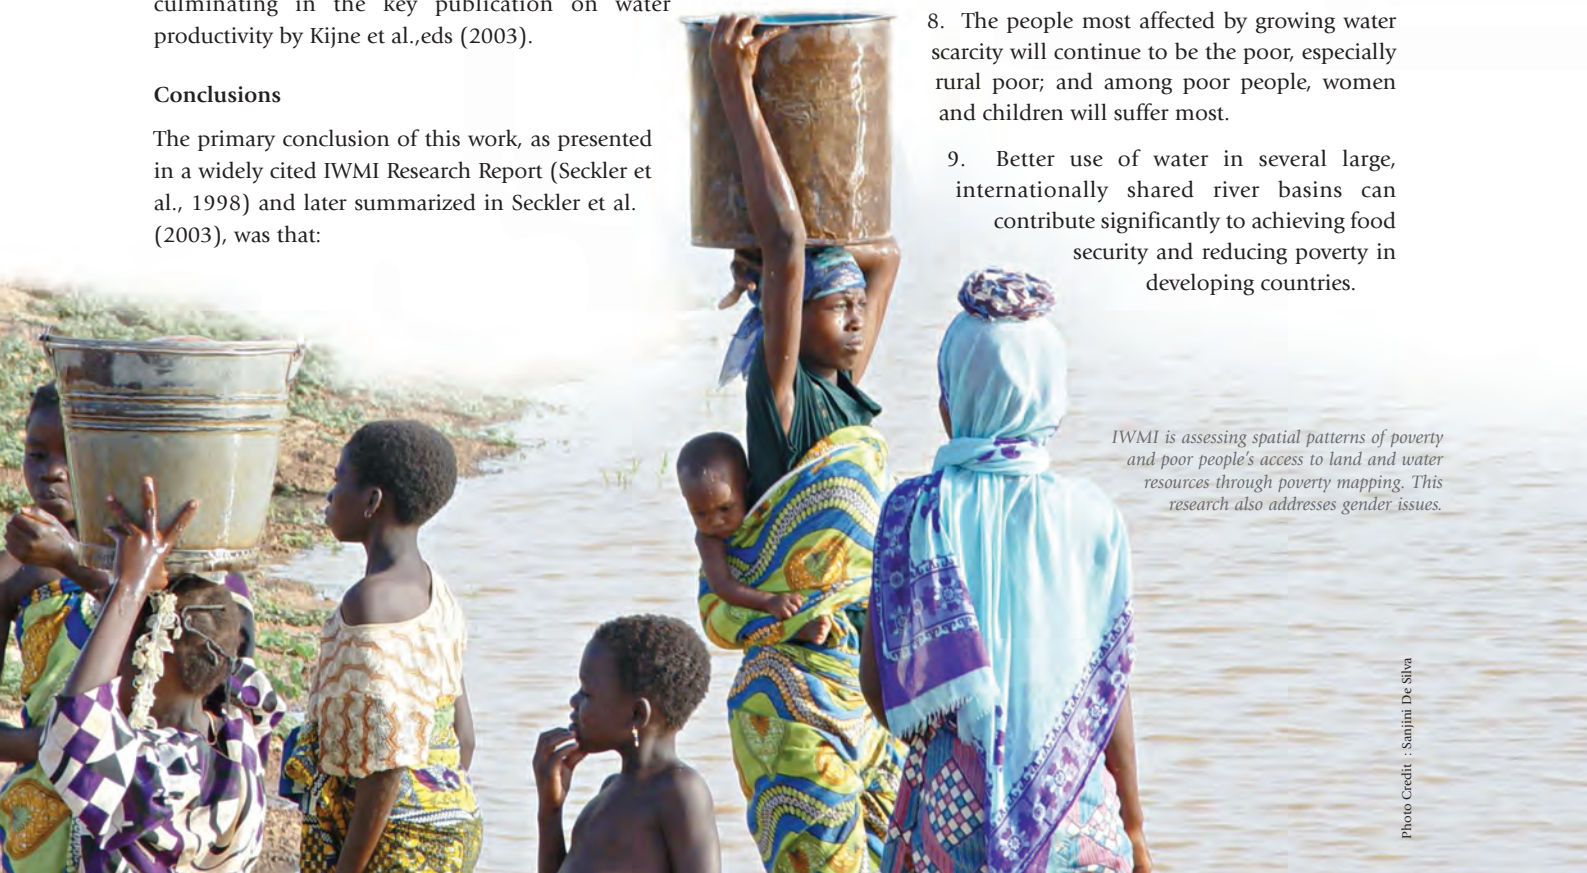 culminating in the key publication on water
productivity by Kijne et al.,eds (2003).
Conclusions
The primary conclusion of this work, as presented
in a widely cited IWMI Research Report (Seckler et
al., 1998) and later summarized in Seckler et al.
(2003), was that:
8. The people most affected by growing water
scarcity will continue to be the poor, especially
rural poor; and among poor people, women
and children will suffer most.
9. Better use of water in several large,
internationally shared river basins can
contribute significantly to achieving food
security and reducing poverty in
developing countries.
IWMI is assessing spatial patterns of poverty
and poor people's access to land and water
resources through poverty mapping. This
research also addresses gender issues.
Photo Credit : Sanjini De Silva